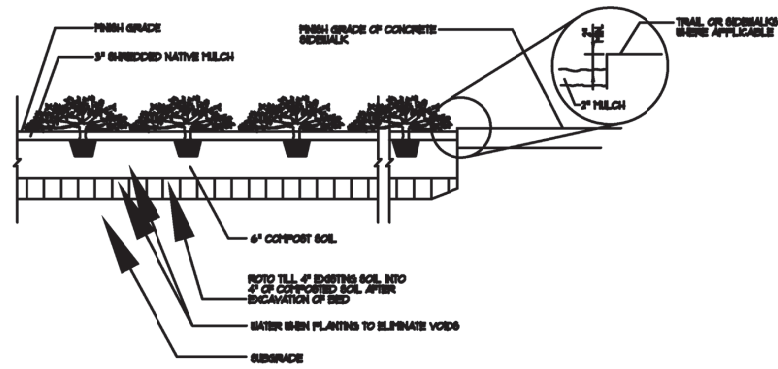 FINISH GRADE
3" SHREDDED NATIVE MULCH
FINISH GRADE OF CONCRETE
SIDEWALK
TRAIL OR SIDEWALKS
WHERE APPLICABLE
2" MULCH
6" COMPOST SOIL
ROTO TILL 4" EXISTING SOIL INTO
4" OF COMPOSTED SOIL AFTER
EXCAVATION OF BED
WATER WHEN PLANTING TO ELIMINATE VOIDS
SUBGRADE